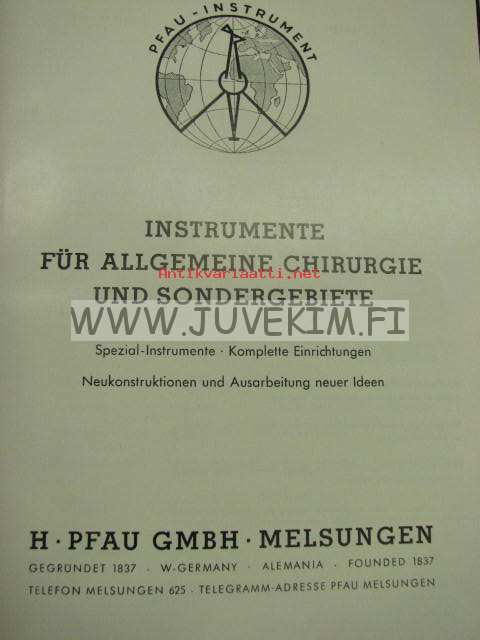 PFAU-INSTRUMENT
INSTRUMENTE
FÜR ALLGEMEINE CHIRURGIE
Antikvariaatti.net
UND SONDERGEBIETE
WWW.JUVEKIM.FI
Spezial-Instrumente · Komplette Einrichtungen
Neukonstruktionen und Ausarbeitung neuer Ideen
H · PFAU GMBH · MELSUNGEN
GEGRÜNDET 1837 · W-GERMANY · ALEMANIA · FOUNDED 1837
TELEFON MELSUNGEN 625 · TELEGRAMM-ADRESSE PFAU MELSUNGEN